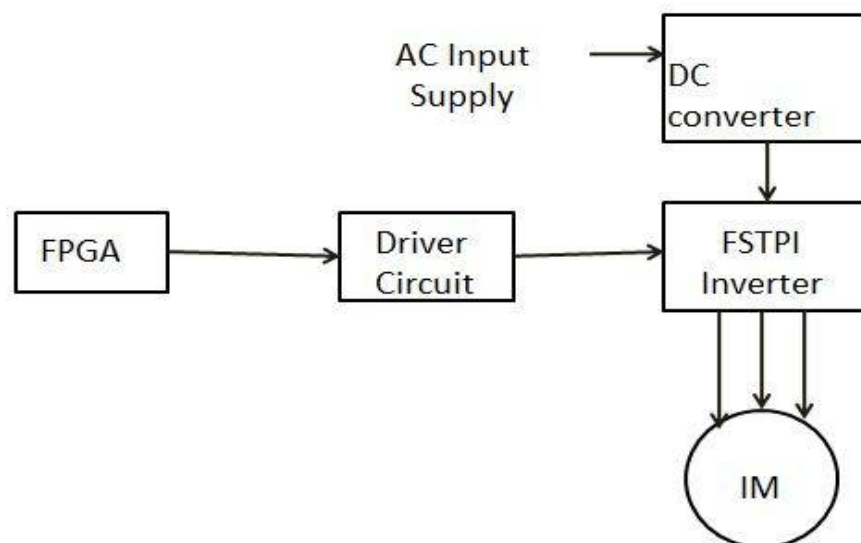 AC Input
Supply
DC
converter
FPGA
Driver
Circuit
FSTPI
Inverter
IM